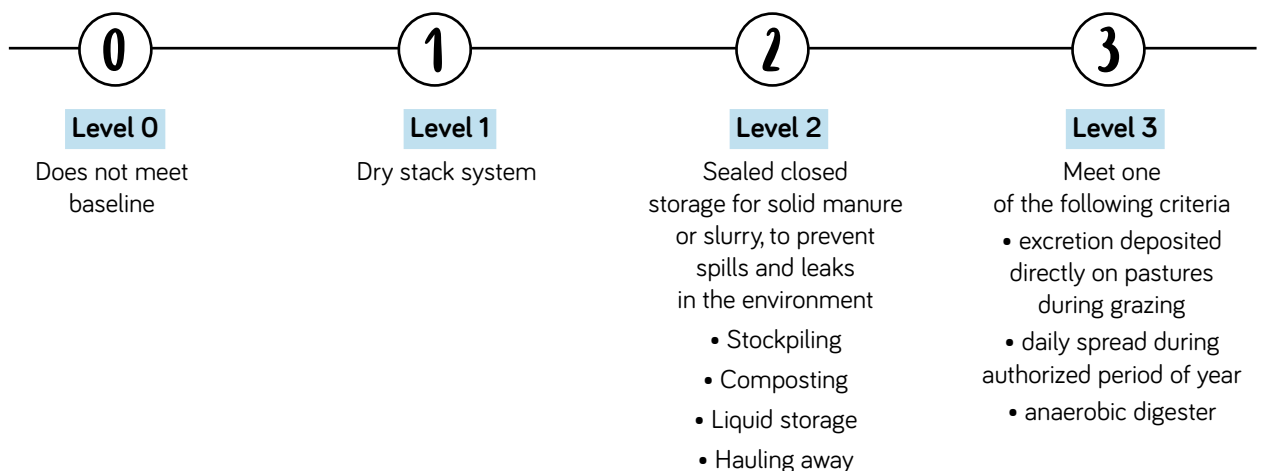 0
1
2
3
Level 0
Does not meet
baseline
Level 1
Dry stack system
Level 2
Sealed closed
storage for solid manure
or slurry, to prevent
spills and leaks
in the environment
• Stockpiling
• Composting
• Liquid storage
• Hauling away
Level 3
Meet one
of the following criteria
• excretion deposited
directly on pastures
during grazing
• daily spread during
authorized period of year
• anaerobic digester